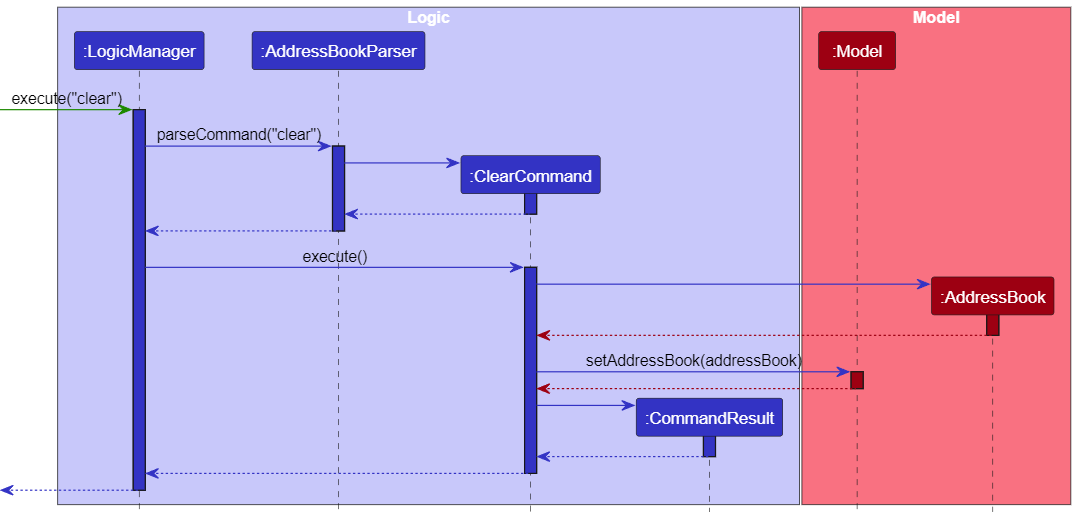 Logic
Model
:LogicManager
:AddressBookParser
:Model
execute("clear")
parseCommand("clear")
:ClearCommand
execute()
:AddressBook
setAddressBook(addressBook)
:CommandResult